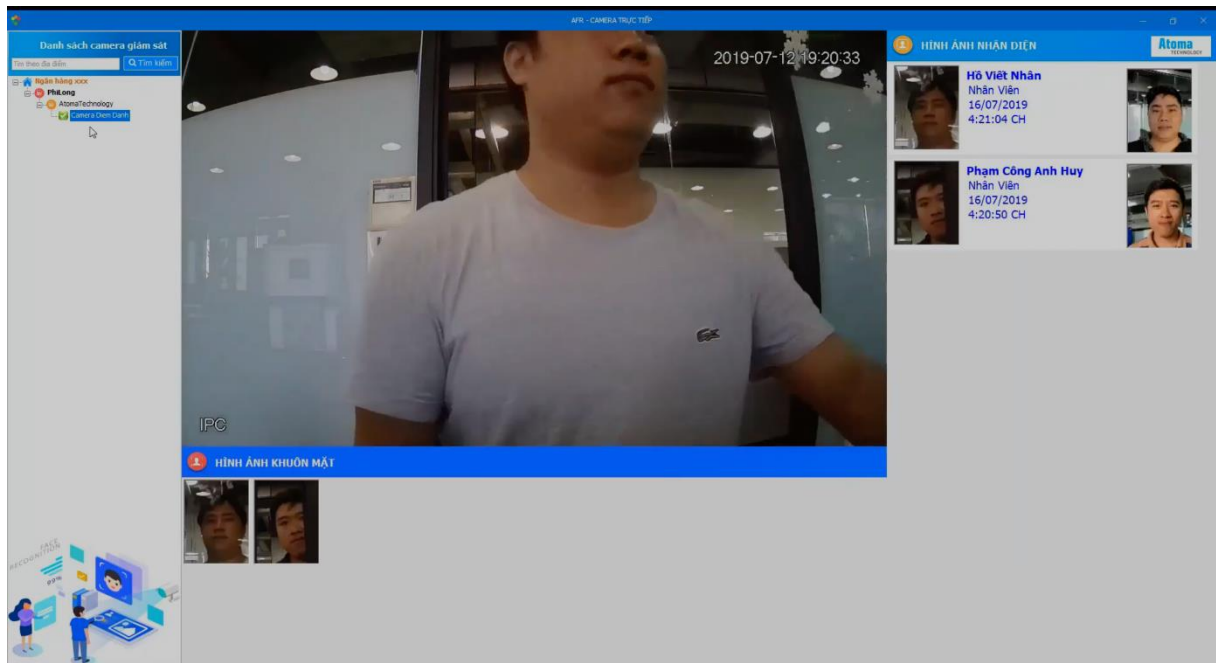 AFR - CAMERA TRỰC TIẾP
Danh sách camera giám sát
Tìm theo địa điểm
Tìm kiếm
Ngân hàng xxx
PhiLong
AtomaTechnology
Camera Diem Danh
2019-07-12 19:20:33
IPC
HÌNH ẢNH KHUÔN MẶT
HÌNH ẢNH NHẬN DIỆN
Atoma
TECHNOLOGY
Hồ Viết Nhân
Nhân Viên
16/07/2019
4:21:04 CH
Phạm Công Anh Huy
Nhân Viên
16/07/2019
4:20:50 CH
FACE
RECOGNITION
99%